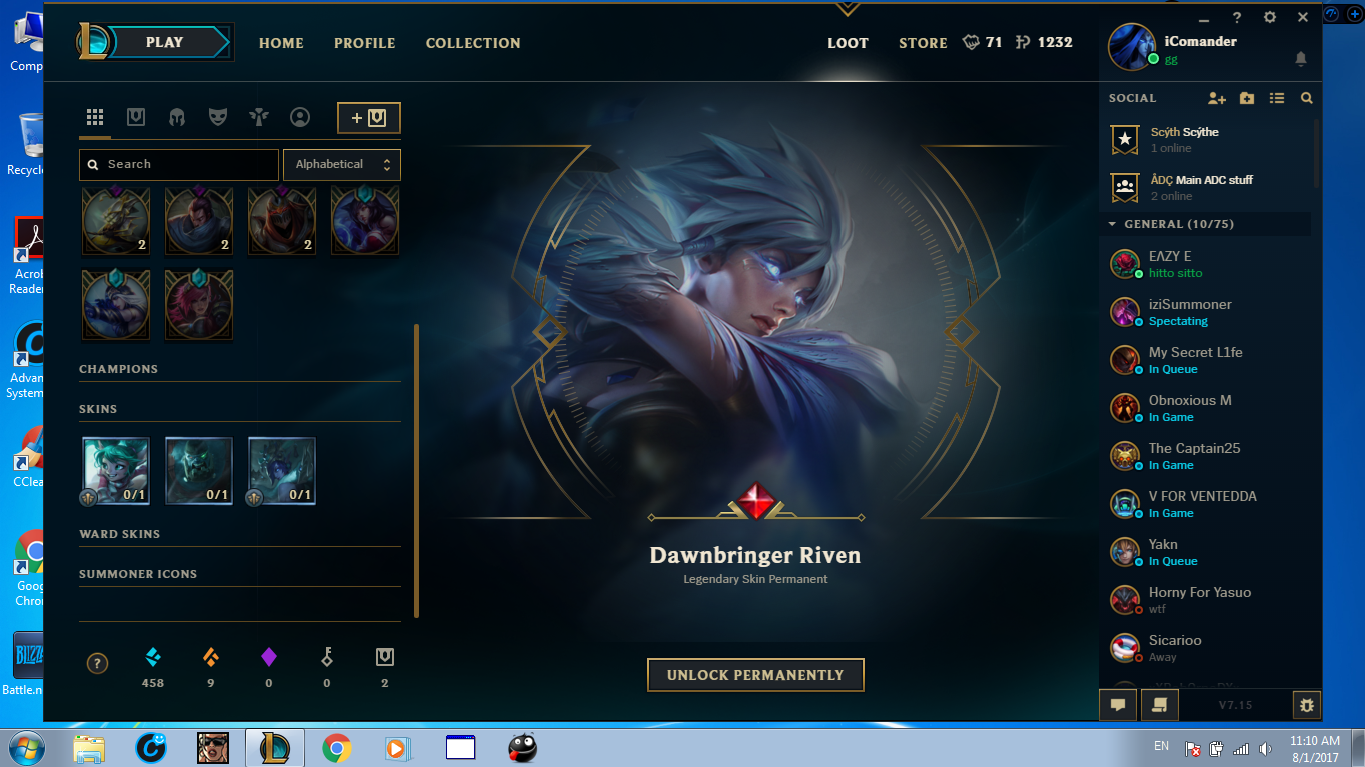 Comp
Recycl
Acrob
Reader
Advan
System
CClea
Goog
Chron
BLIZZ
Battle.n
PLAY
HOME
PROFILE
COLLECTION
LOOT
STORE
71
1232
Search
Alphabetical
2
2
2
CHAMPIONS
SKINS
0/1
0/1
0/1
WARD SKINS
SUMMONER ICONS
?
458
9
0
0
2
Dawnbringer Riven
Legendary Skin Permanent
UNLOCK PERMANENTLY
?
iComander
gg
SOCIAL
Scýth Scýthe
1 online
ÅDÇ Main ADC stuff
2 online
GENERAL (10/75)
EΛZY E
hitto sitto
iziSummoner
Spectating
My Secret L1fe
In Queue
Obnoxious M
In Game
The Captain25
In Game
V FOR VENTEDDA
In Game
Yakn
In Queue
Horny For Yasuo
wtf
Sicarioo
Away
V7.15
EN
11:10 AM
8/1/2017